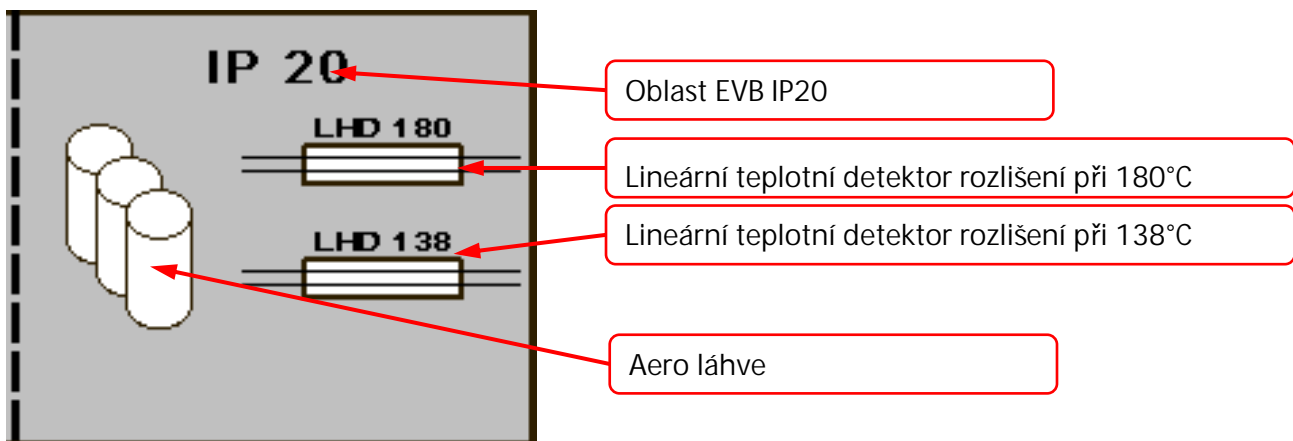 IP 20
Oblast EVB IP20
LHD 180
Lineární teplotní detektor rozlišení při 180°C
LHD 138
Lineární teplotní detektor rozlišení při 138°C
Aero láhve